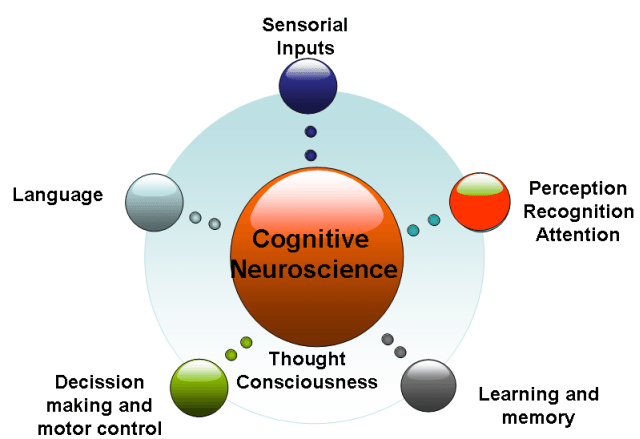 Sensorial
Inputs
Language
Perception
Recognition
Attention
Cognitive
Neuroscience
Thought
Consciousness
Decission
making and
motor control
Learning and
memory